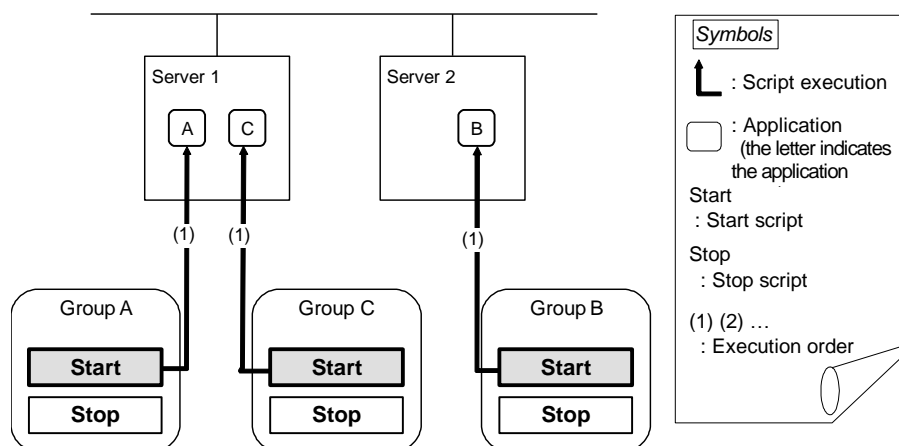 Server 1
Server 2
A
C
B
(1)
(1)
(1)
Group A
Group C
Group B
Start
Start
Start
Stop
Stop
Stop
Symbols
: Script execution
: Application
(the letter indicates
the application
Start
: Start script
Stop
: Stop script
(1) (2) …
: Execution order